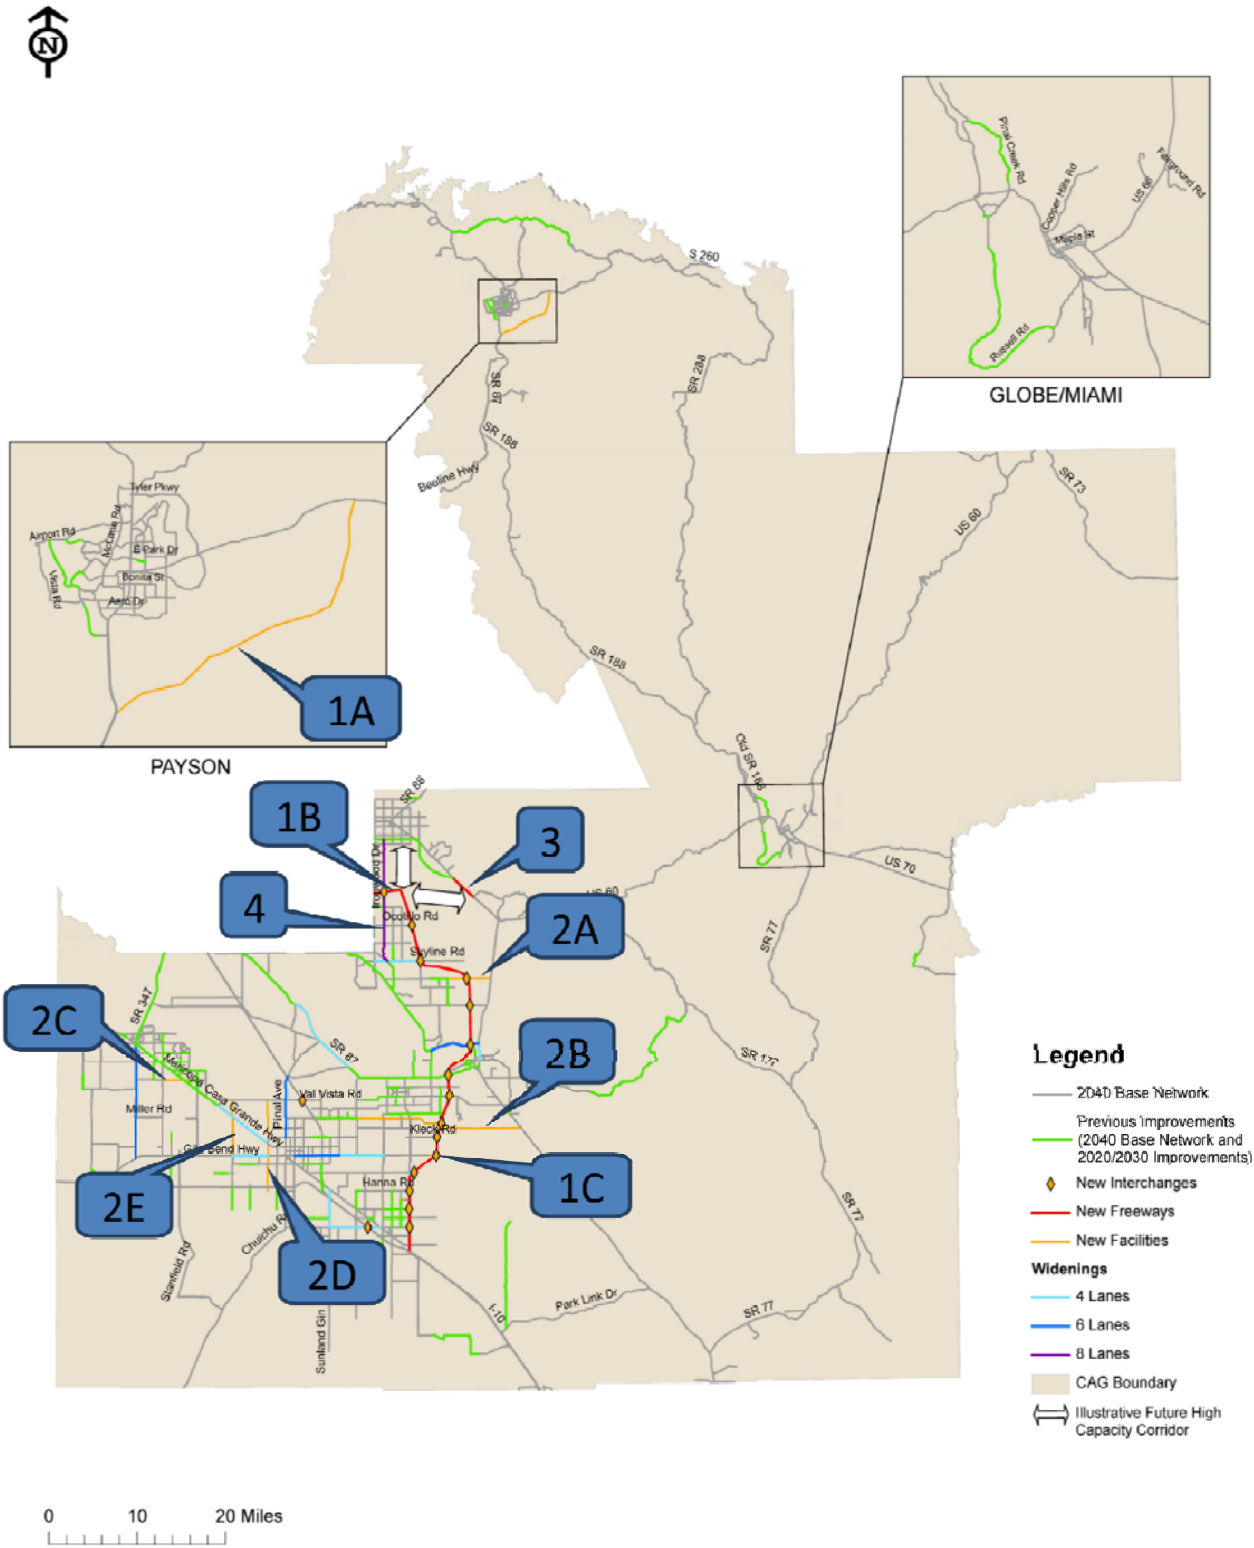 N
Pinal Creek Rd
Copper Hills Rd
US 60
Fairground Rd
Maple St
Russell Rd
GLOBE/MIAMI
S 260
SR 87
SR 288
SR 188
Beeline Hwy
SR 73
US 60
Tyler Pkwy
McLane Rd
Airport Rd
E Park Dr
Bonita St
Vista Rd
Aero Dr
1A
PAYSON
SR 188
Old SR 188
SR 88
1B
3
Ironwood Dr
US 70
US 60
4
Ocotillo Rd
2A
Skyline Rd
SR 77
SR 347
2C
SR 87
2B
SR 177
Maricopa Casa Grande Hwy
Pinal Ave
Val Vista Rd
Miller Rd
Kleck Rd
Gila Bend Hwy
2E
Hanna Rd
1C
SR 77
Chuichu R
2D
Stanfield Rd
Sunland Gin
I-10
Park Link Dr
SR 77
Legend
2040 Base Network
Previous Improvements
(2040 Base Network and
2020/2030 Improvements)
New Interchanges
New Freeways
New Facilities
Widenings
4 Lanes
6 Lanes
8 Lanes
CAG Boundary
Illustrative Future High
Capacity Corridor
0 10 20 Miles